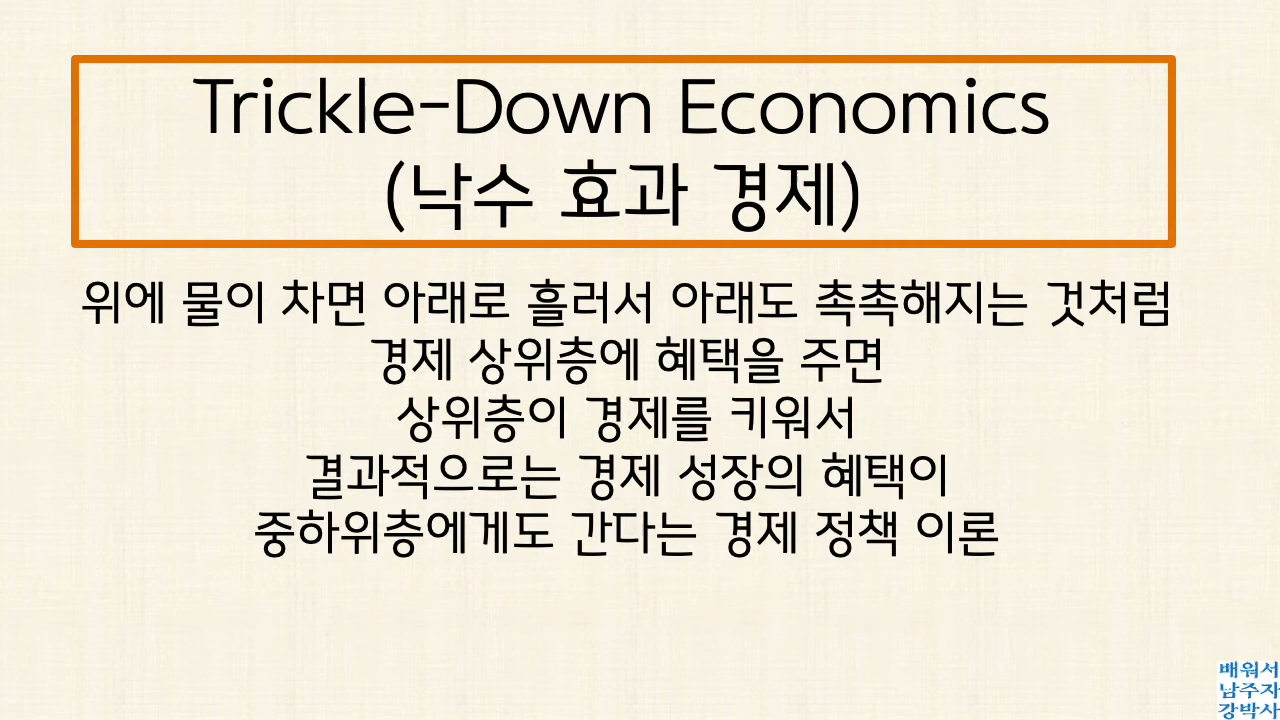 Trickle-Down Economics
(낙수 효과 경제)
위에 물이 차면 아래로 흘러서 아래도 촉촉해지는 것처럼
경제 상위층에 혜택을 주면
상위층이 경제를 키워서
결과적으로는 경제 성장의 혜택이
중하위층에게도 간다는 경제 정책 이론
배워서
남주자
강박사